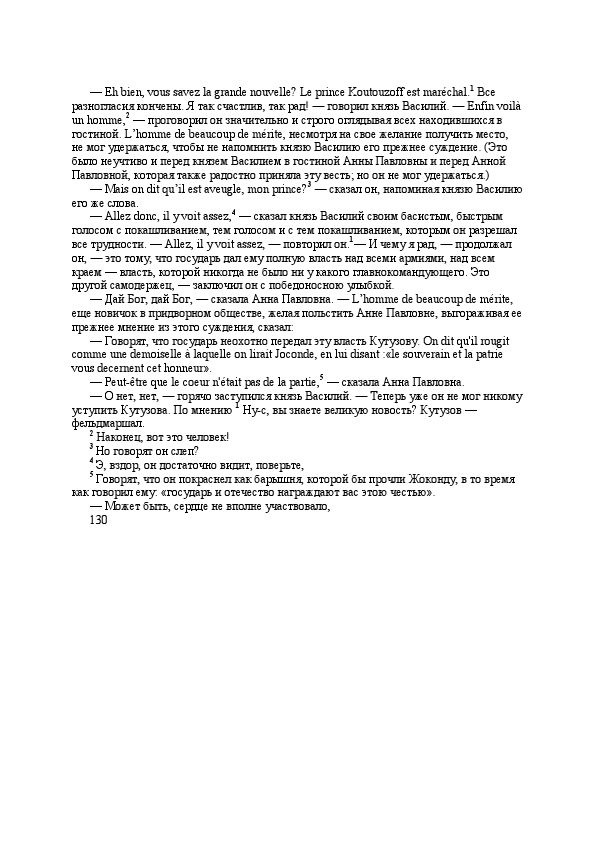 — Eh bien, vous savez la grande nouvelle? Le prince Koutouzoff est maréchal.1 Все
разногласия кончены. Я так счастлив, так рад! — говорил князь Василий. — Enfin voilà
un homme,2 — проговорил он значительно и строго оглядывая всех находившихся в
гостиной. L’homme de beaucoup de mérite, несмотря на свое желание получить место,
не мог удержаться, чтобы не напомнить князю Василию его прежнее суждение. (Это
было неучтиво и перед князем Василием в гостиной Анны Павловны и перед Анной
Павловной, которая также радостно приняла эту весть; но он не мог удержаться.)
— Mais on dit qu’il est aveugle, mon prince?3 — сказал он, напоминая князю Василию
его же слова.
— Allez donc, il y voit assez,4 — сказал князь Василий своим басистым, быстрым
голосом с покашливанием, тем голосом и с тем покашливанием, которым он разрешал
все трудности. — Allez, il y voit assez, — повторил он.1— И чему я рад, — продолжал
он, — это тому, что государь дал ему полную власть над всеми армиями, над всем
краем — власть, которой никогда не было ни у какого главнокомандующего. Это
другой самодержец, — заключил он с победоносною улыбкой.
— Дай Бог, дай Бог, — сказала Анна Павловна. — L’homme de beaucoup de mérite,
еще новичок в придворном обществе, желая польстить Анне Павловне, выгораживая ее
прежнее мнение из этого суждения, сказал:
— Говорят, что государь неохотно передал эту власть Кутузову. On dit qu'il rougit
comme une demoiselle à laquelle on lirait Joconde, en lui disant :«le souverain et la patrie
vous decernent cet honneur».
— Peut-être que le coeur n'était pas de la partie,5 — сказала Анна Павловна.
— О нет, нет, — горячо заступился князь Василий. — Теперь уже он не мог никому
уступить Кутузова. По мнению 1 Ну-с, вы знаете великую новость? Кутузов —
фельдмаршал.
2 Наконец, вот это человек!
3 Но говорят он слеп?
4 Э, вздор, он достаточно видит, поверьте,
5 Говорят, что он покраснел как барышня, которой бы прочли Жоконду, в то время
как говорил ему: «государь и отечество награждают вас этою честью».
— Может быть, сердце не вполне участвовало,
130